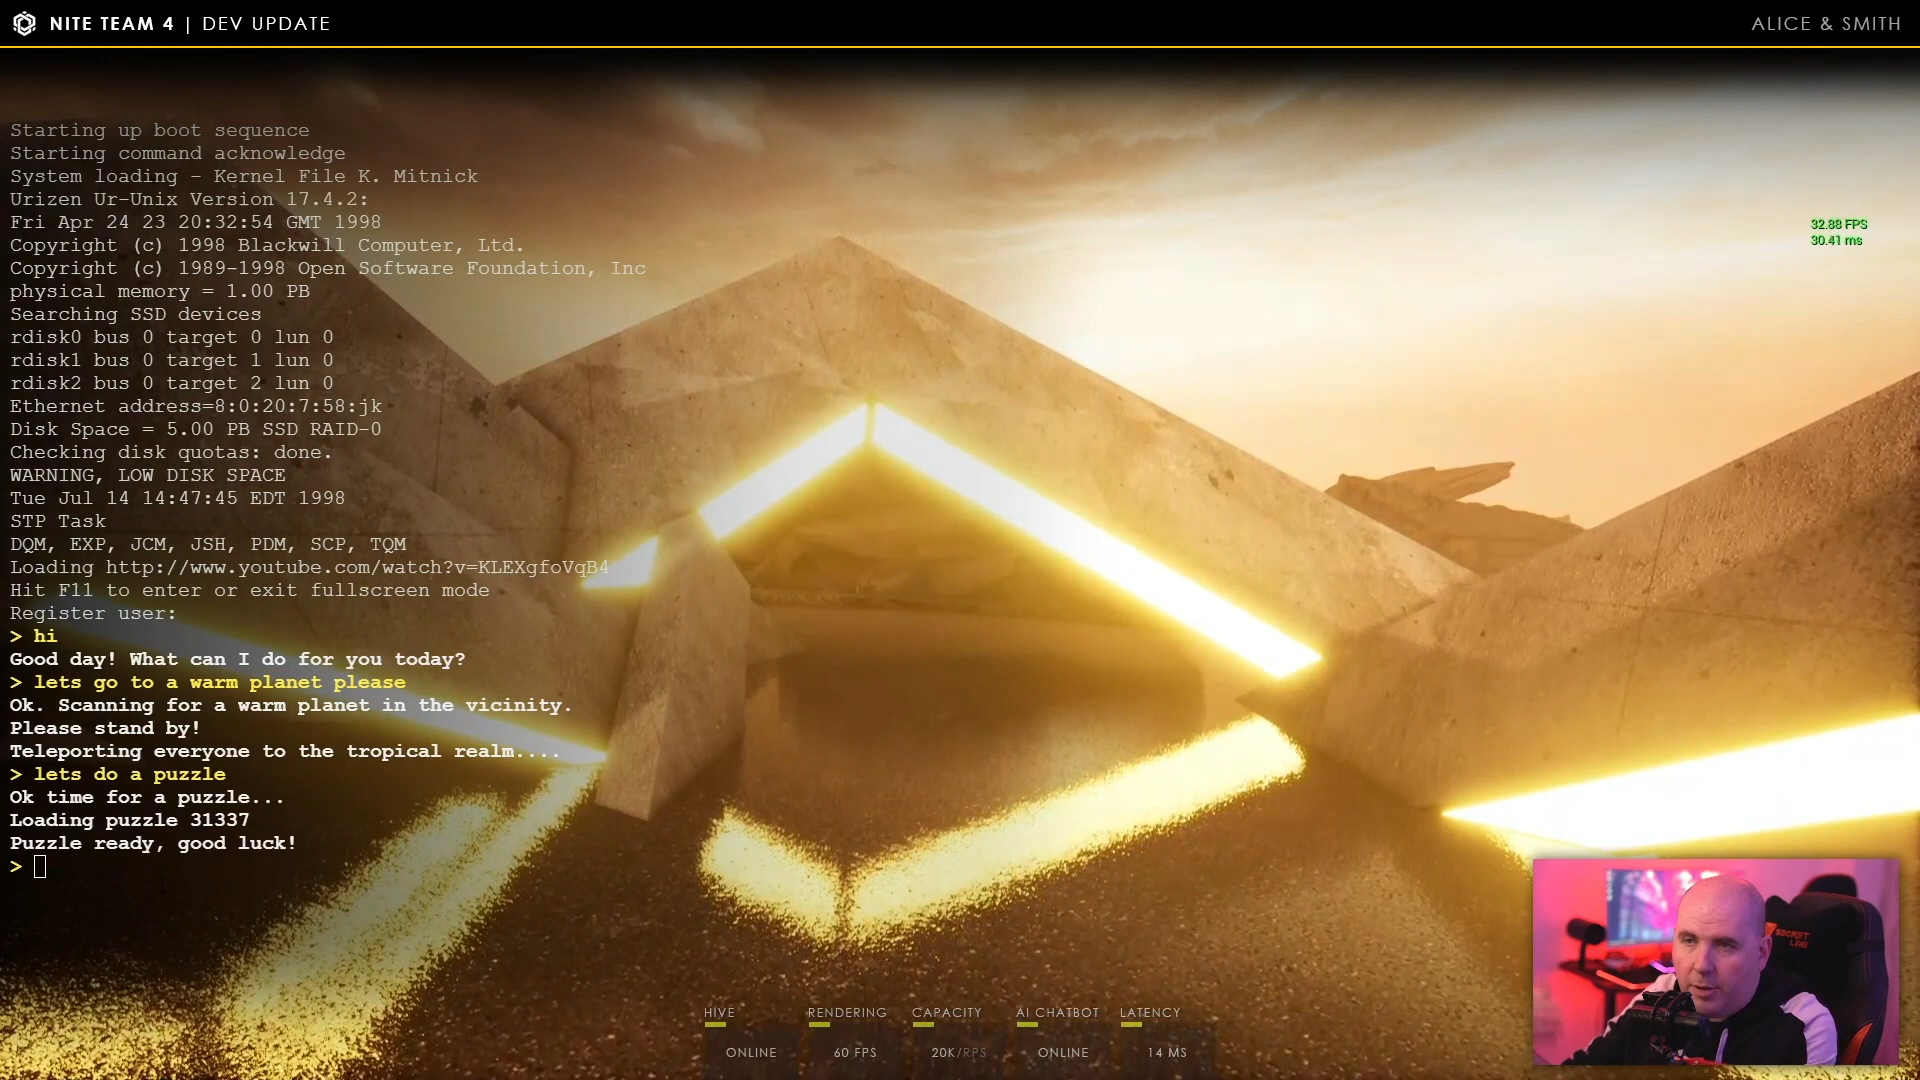 NITE TEAM 4 | DEV UPDATE
ALICE & SMITH
Starting up boot sequence
Starting command acknowledge
System loading - Kernel File K. Mitnick
Urizen Ur-Unix Version 17.4.2:
Fri Apr 24 23 20:32:54 GMT 1998
Copyright (c) 1998 Blackwill Computer, Ltd.
Copyright (c) 1989-1998 Open Software Foundation, Inc
physical memory = 1.00 PB
Searching SSD devices
rdisk0 bus 0 target 0 lun 0
rdisk1 bus 0 target 1 lun 0
rdisk2 bus 0 target 2 lun 0
Ethernet address=8:0:20:7:58:jk
Disk Space = 5.00 PB SSD RAID-0
Checking disk quotas: done.
WARNING, LOW DISK SPACE
Tue Jul 14 14:47:45 EDT 1998
STP Task
DQM, EXP, JCM, JSH, PDM, SCP, TQM
Loading http://www.youtube.com/watch?v=KLEXgfoVqB4
Hit F11 to enter or exit fullscreen mode
Register user:
> hi
Good day! What can I do for you today?
> lets go to a warm planet please
Ok. Scanning for a warm planet in the vicinity.
Please stand by!
Teleporting everyone to the tropical realm....
> lets do a puzzle
Ok time for a puzzle...
Loading puzzle 31337
Puzzle ready, good luck!
>
32.88 FPS
30.41 ms
SECRET
LAB
HIVE RENDERING CAPACITY AI CHATBOT LATENCY
ONLINE 60 FPS 20K/RPS ONLINE 14 MS